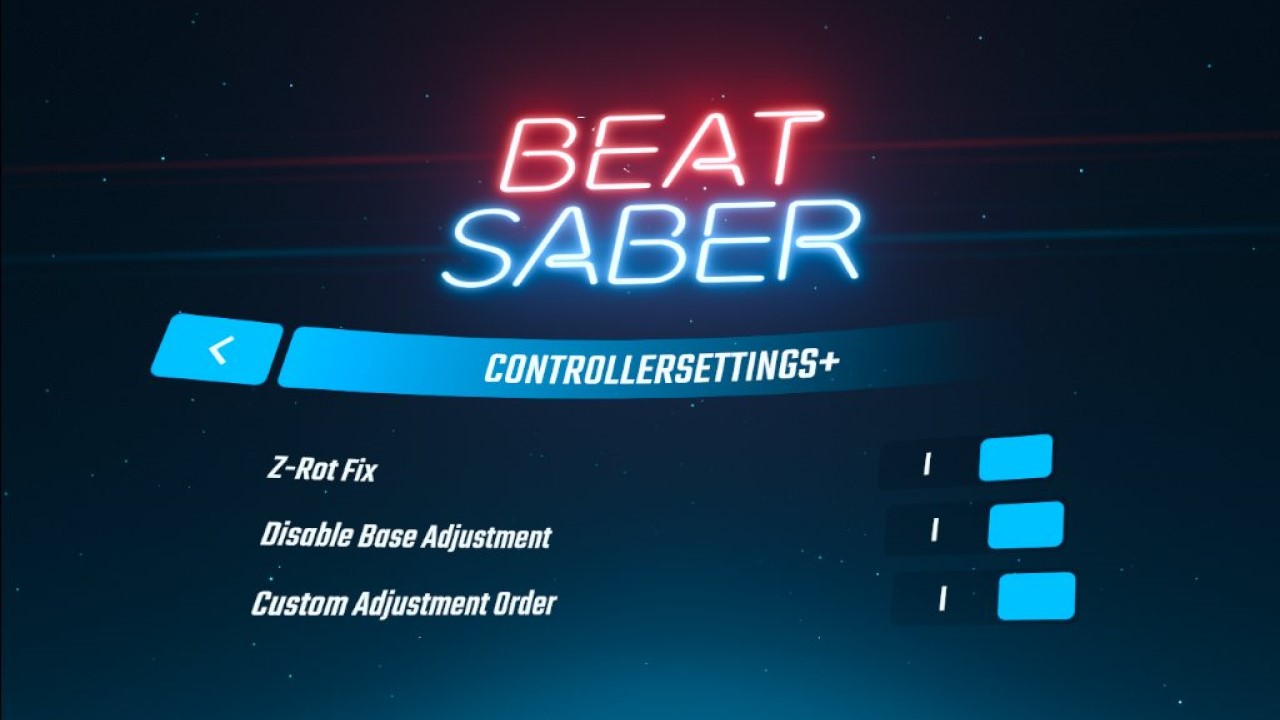 BEAT
SABER
<
CONTROLLERSETTINGS+
Z-Rot Fix
I
Disable Base Adjustment
I
Custom Adjustment Order
I